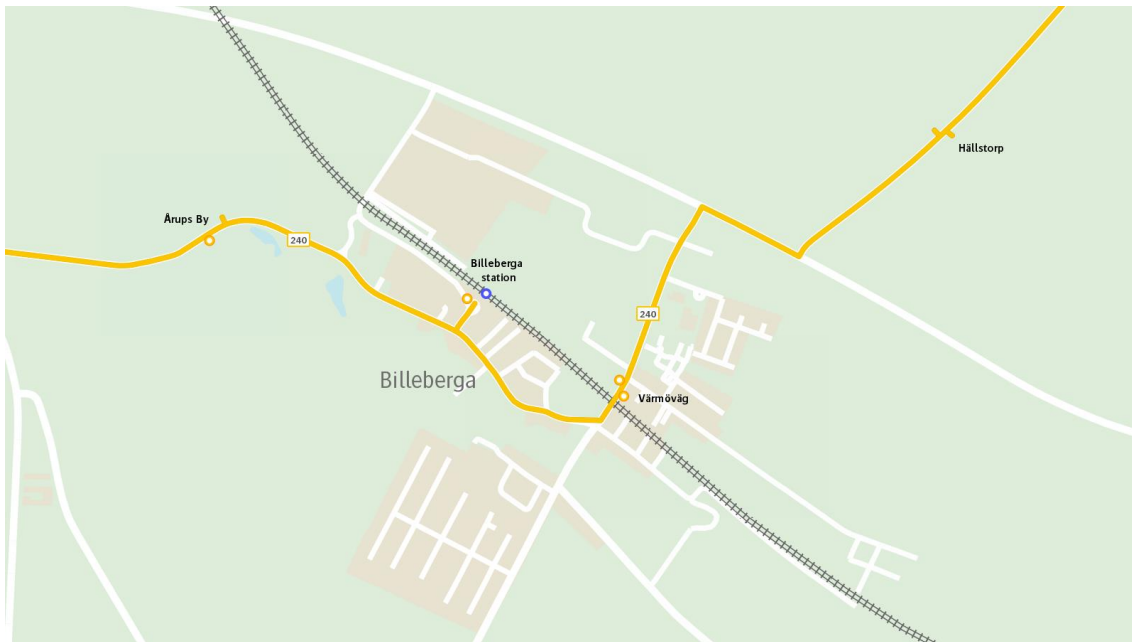 Hällstorp
Årups By
240
Billeberga
station
240
Billeberga
Värmöväg